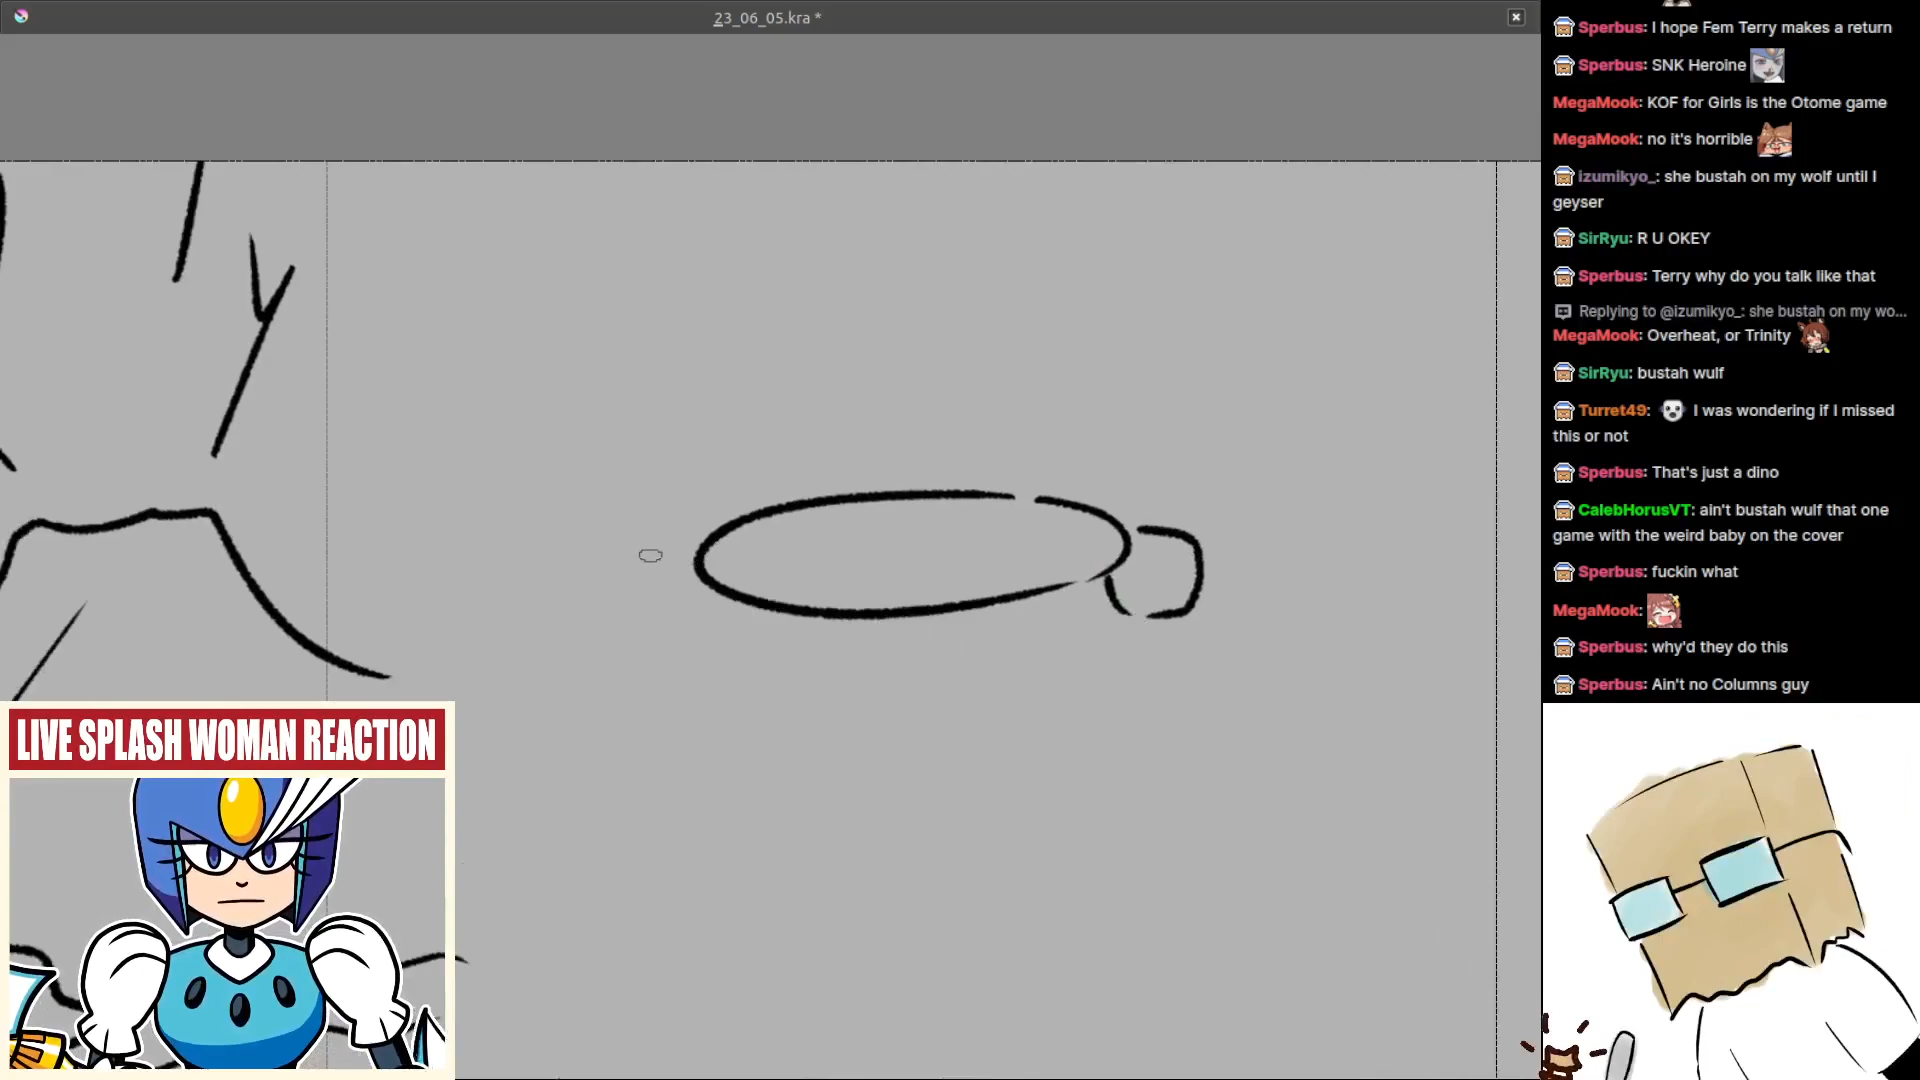 23_06_05.kra *
Sperbus: I hope Fem Terry makes a return
Sperbus: SNK Heroine
MegaMook: KOF for Girls is the Otome game
MegaMook: no it's horrible
izumikyo_: she bustah on my wolf until I
geyser
SirRyu: R U OKEY
Sperbus: Terry why do you talk like that
Replying to @izumikyo_: she bustah on my wo...
MegaMook: Overheat, or Trinity
SirRyu: bustah wulf
Turret49: I was wondering if I missed
this or not
Sperbus: That's just a dino
CalebHorusVT: ain't bustah wulf that one
game with the weird baby on the cover
Sperbus: fuckin what
MegaMook:
Sperbus: why'd they do this
Sperbus: Ain't no Columns guy
LIVE SPLASH WOMAN REACTION